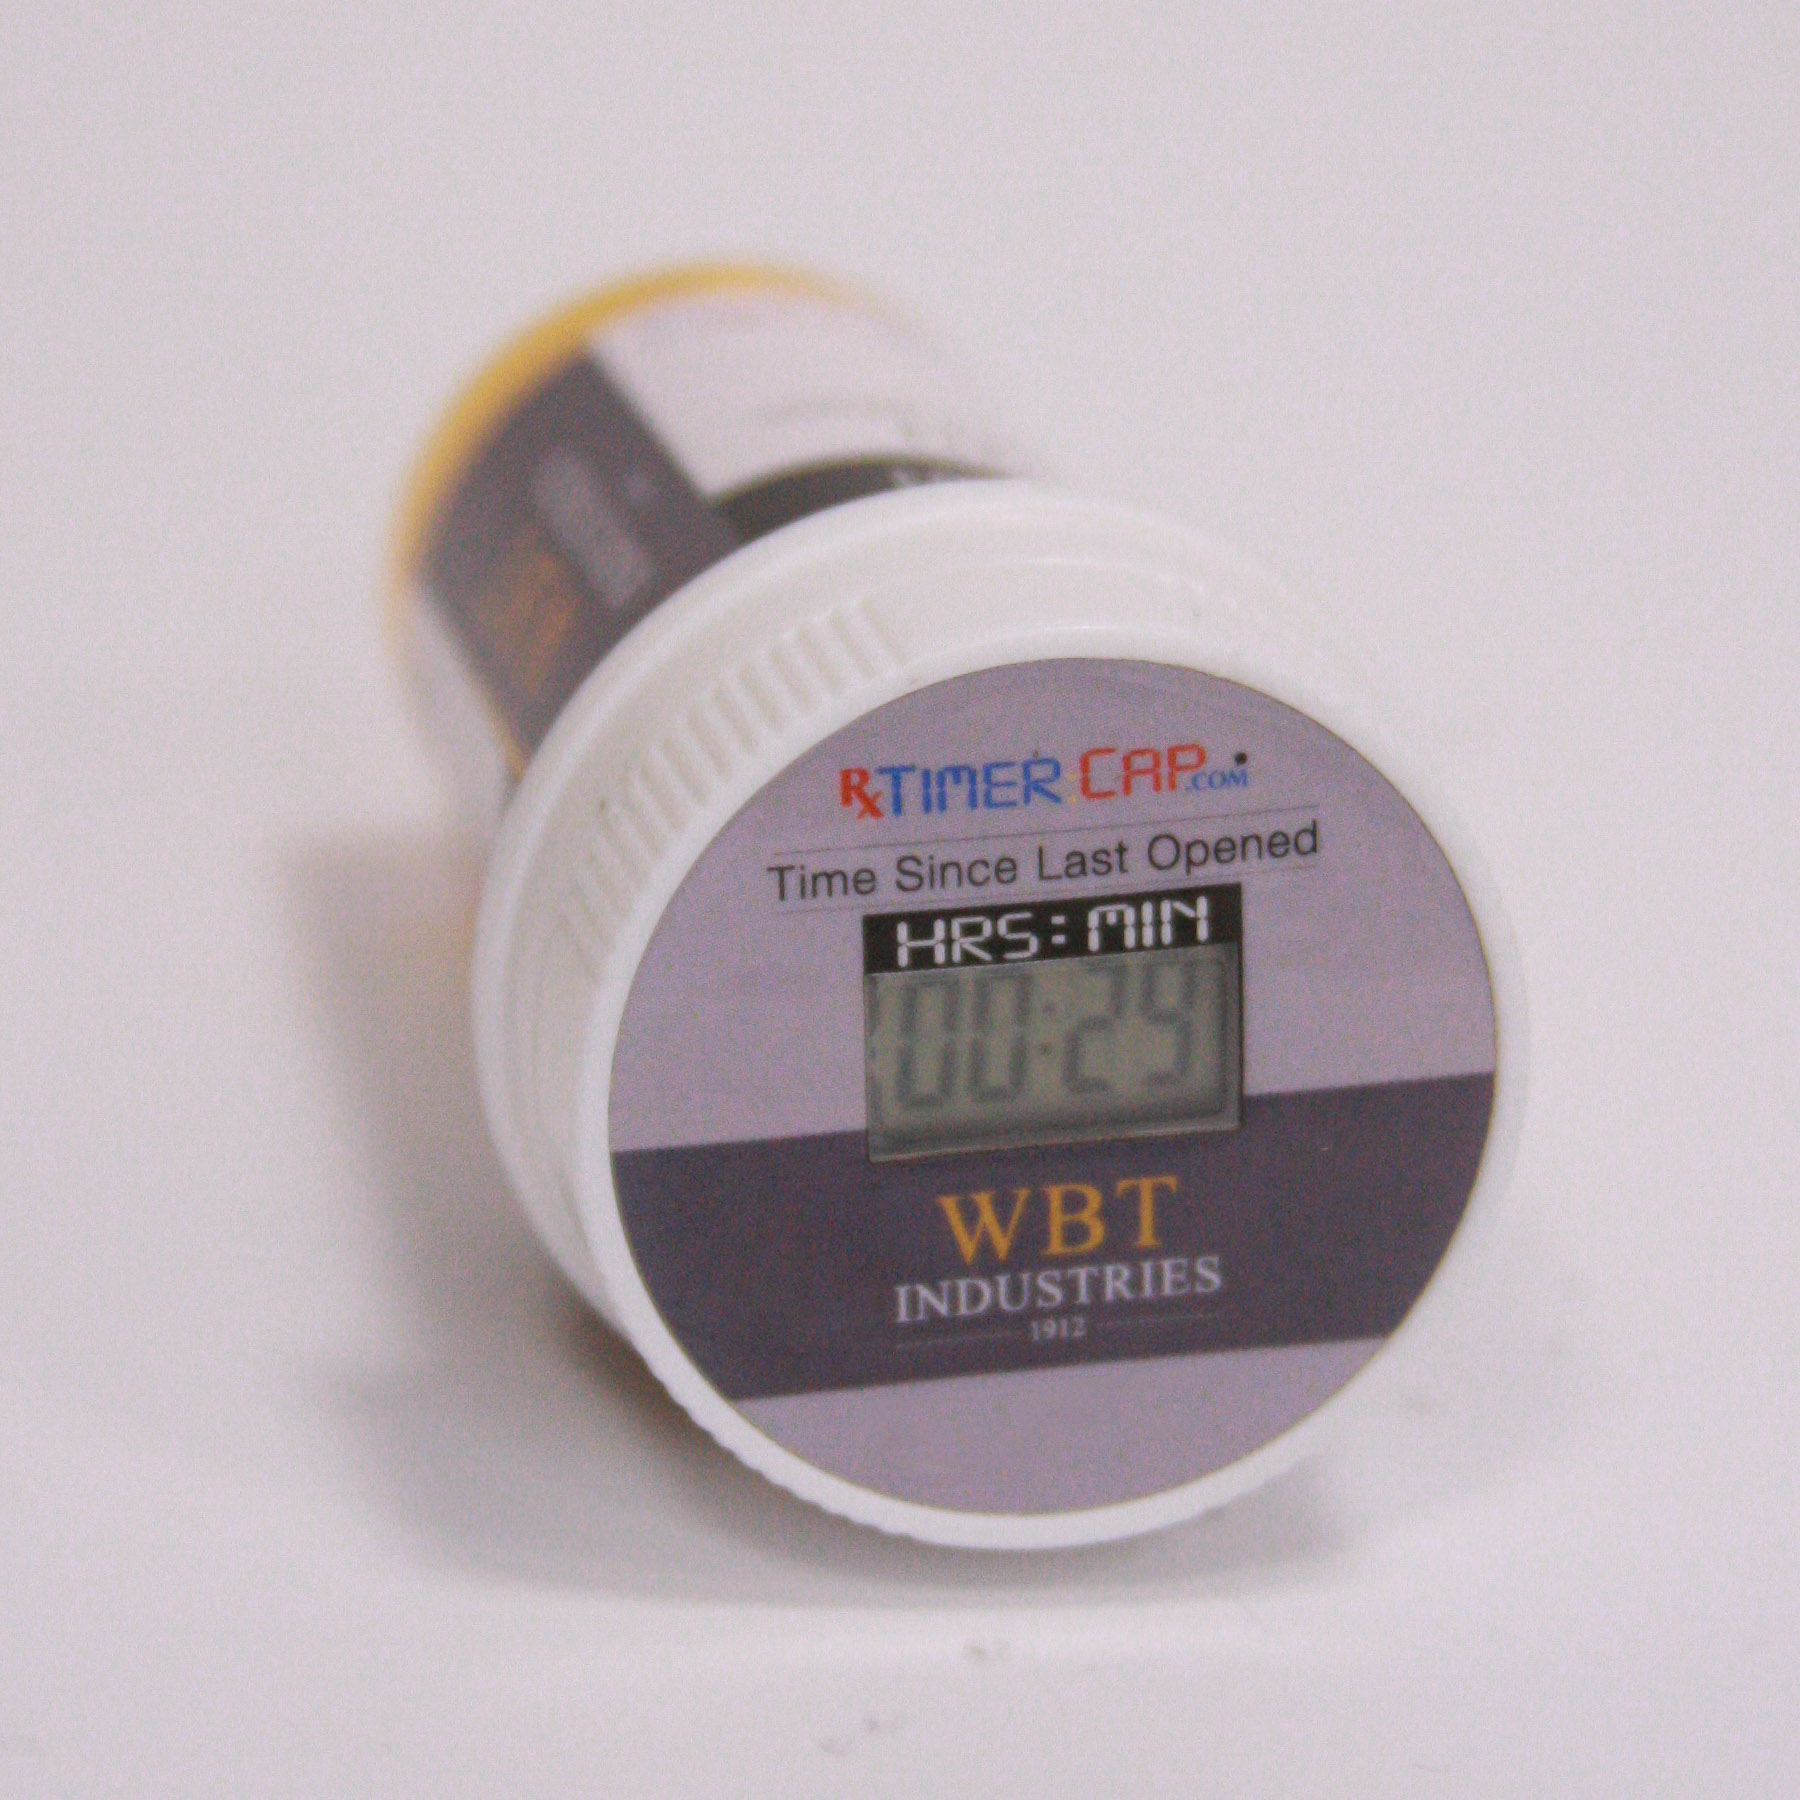 RxTIMER:CAP.COM
Time Since Last Opened
HRS:MIN
00:29
WBT
INDUSTRIES
1912